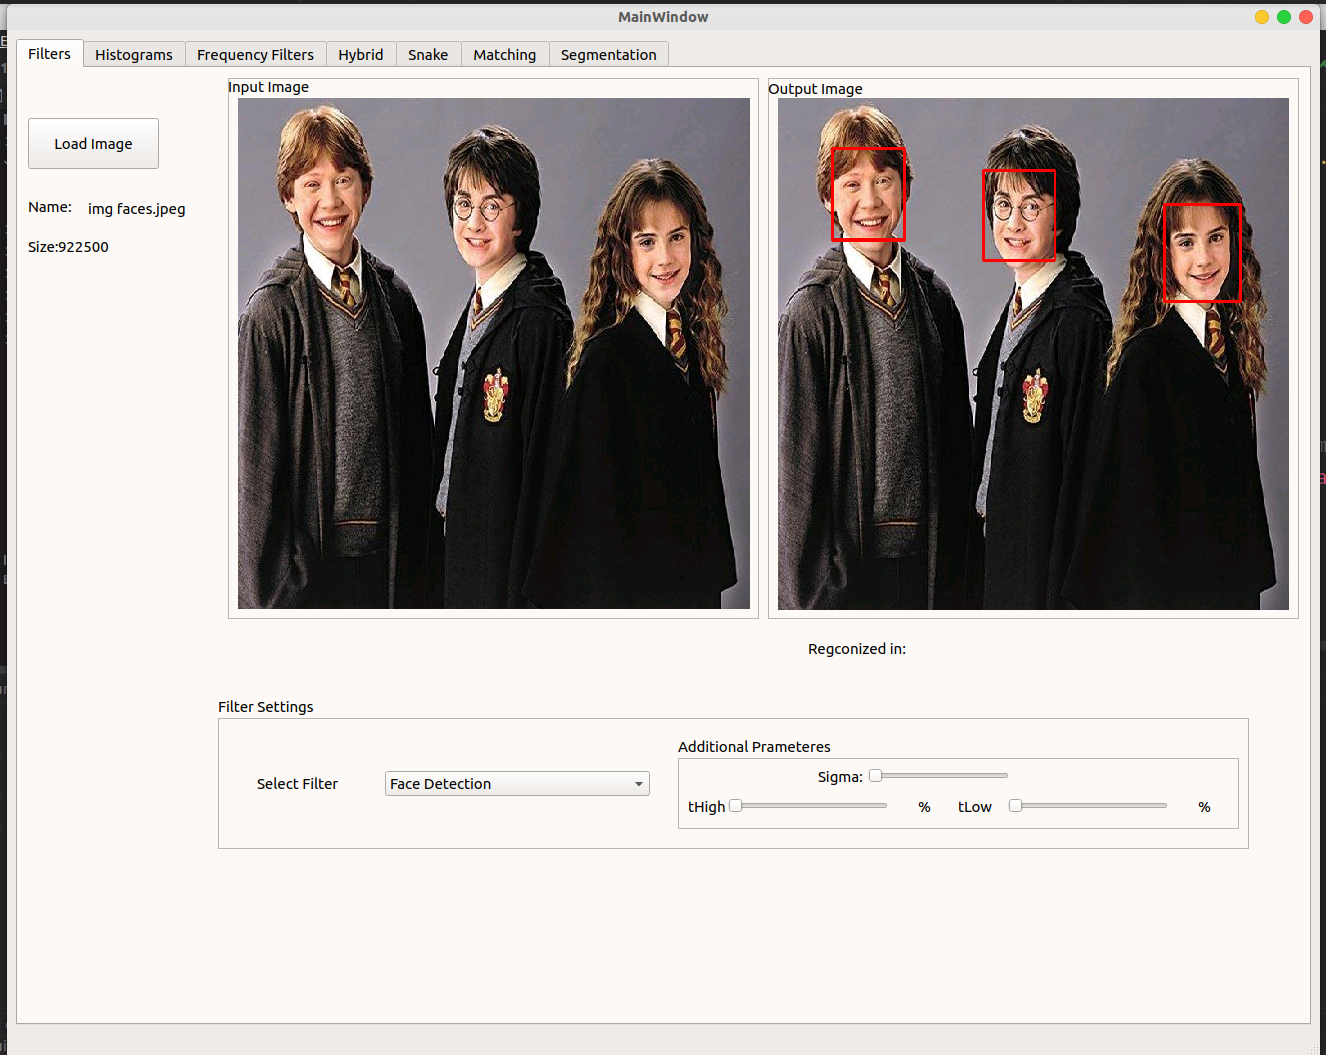 MainWindow
Filters Histograms Frequency Filters Hybrid Snake Matching Segmentation
Input Image
Output Image
Load Image
Name: img faces.jpeg
Size:922500
Regconized in:
Filter Settings
Additional Prameteres
Select Filter Face Detection
Sigma:
tHigh % tLow %